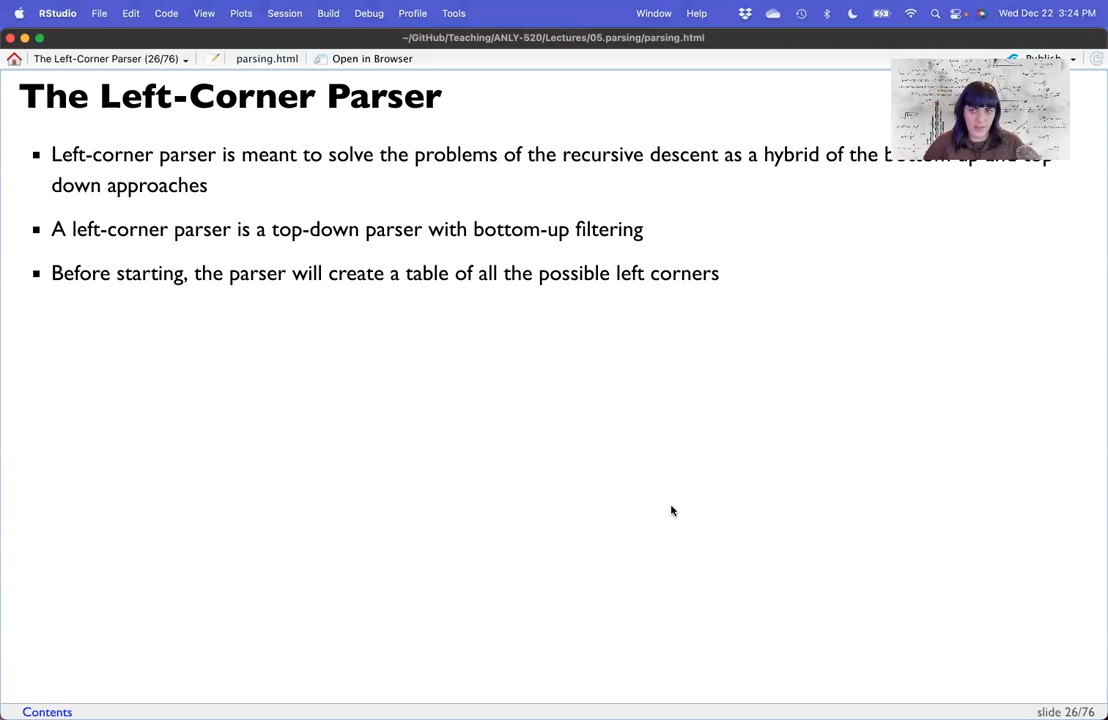 RStudio File Edit Code View Plots Session Build Debug Profile Tools Window Help Wed Dec 22 3:24 PM
~/GitHub/Teaching/ANLY-520/Lectures/05.parsing/parsing.html
The Left-Corner Parser (26/76) parsing.html Open in Browser Publish
The Left-Corner Parser
Left-corner parser is meant to solve the problems of the recursive descent as a hybrid of the
down approaches
A left-corner parser is a top-down parser with bottom-up filtering
Before starting, the parser will create a table of all the possible left corners
Contents
slide 26/76